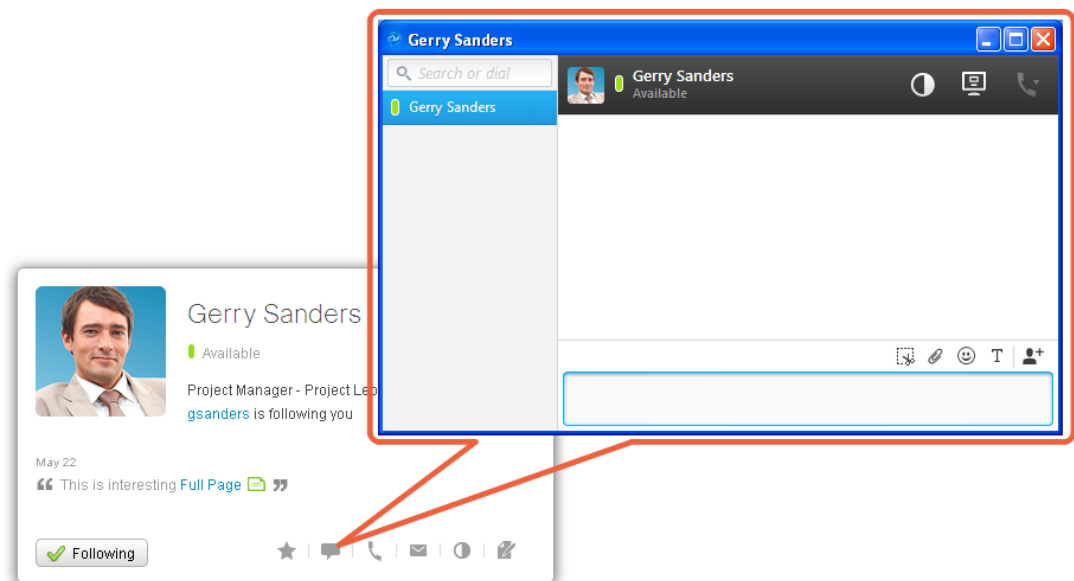 Gerry Sanders
Search or dial
Gerry Sanders
Gerry Sanders
Available
T
Gerry Sanders
Available
Project Manager - Project
gsanders is following you
May 22
“ This is interesting Full Page ”
Following